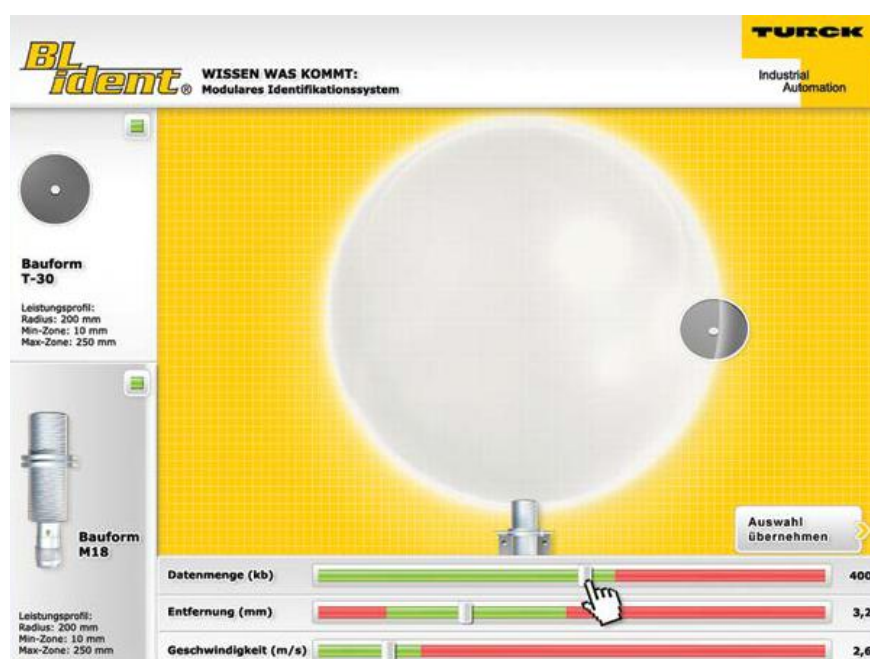 BL
ident®
WISSEN WAS KOMMT:
Modulares Identifikationssystem
TURCK
Industrial
Automation
Bauform
T-30
Leistungsprofil:
Radius: 200 mm
Min-Zone: 10 mm
Max-Zone: 250 mm
Bauform
M18
Leistungsprofil:
Radius: 200 mm
Min-Zone: 10 mm
Max-Zone: 250 mm
Auswahl
übernehmen
Datenmenge (kb)
400
Entfernung (mm)
3,2
Geschwindigkeit (m/s)
2,6